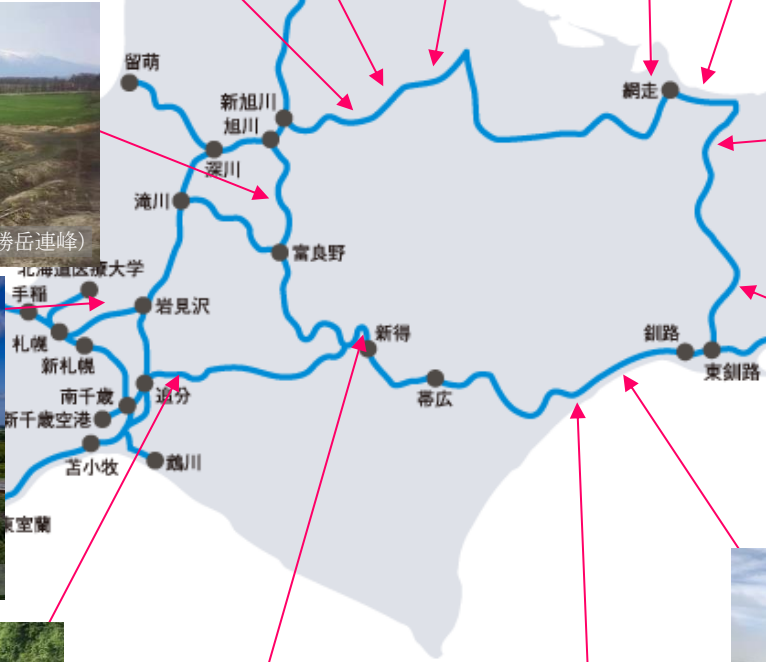 留萌
新旭川
旭川
網走
深川
滝川
勝岳連峰）
富良野
北海道医療大学
手稲
岩見沢
新得
札幌
新札幌
釧路
東釧路
南千歳
追分
帯広
新千歳空港
苫小牧
鵡川
東室蘭